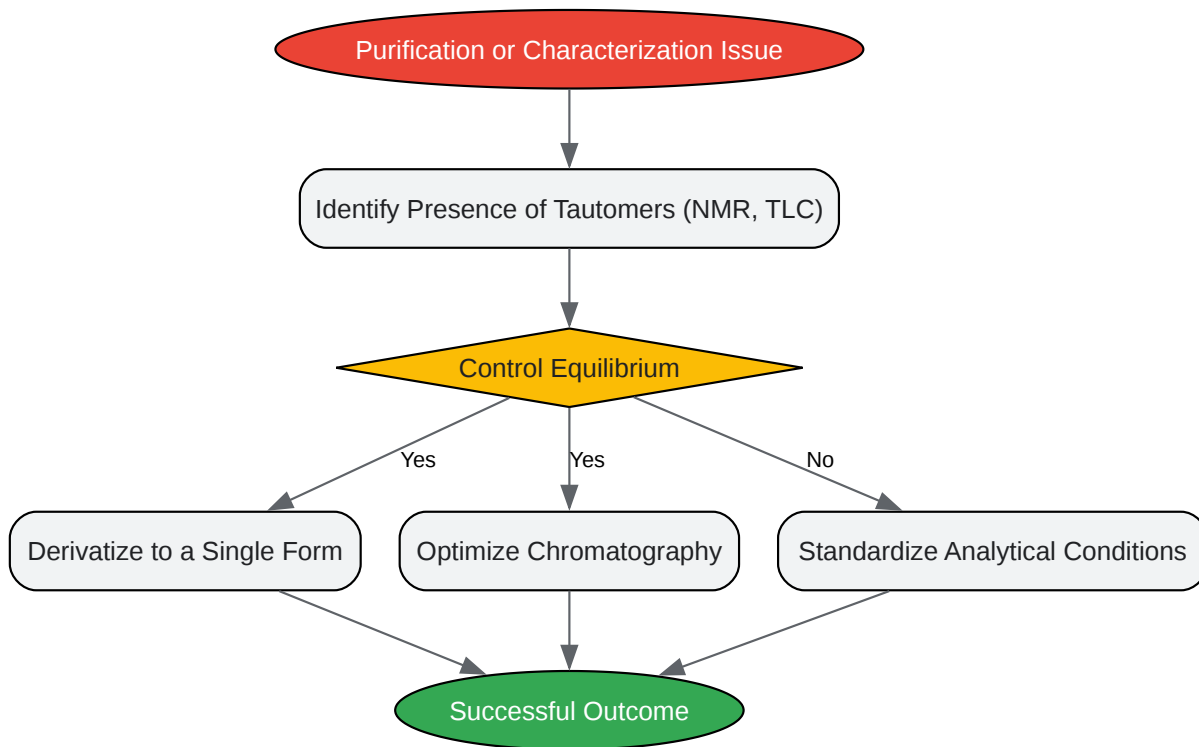 Purification or Characterization Issue
Identify Presence of Tautomers (NMR, TLC)
Control Equilibrium
Yes
Yes
No
Derivatize to a Single Form
Optimize Chromatography
Standardize Analytical Conditions
Successful Outcome